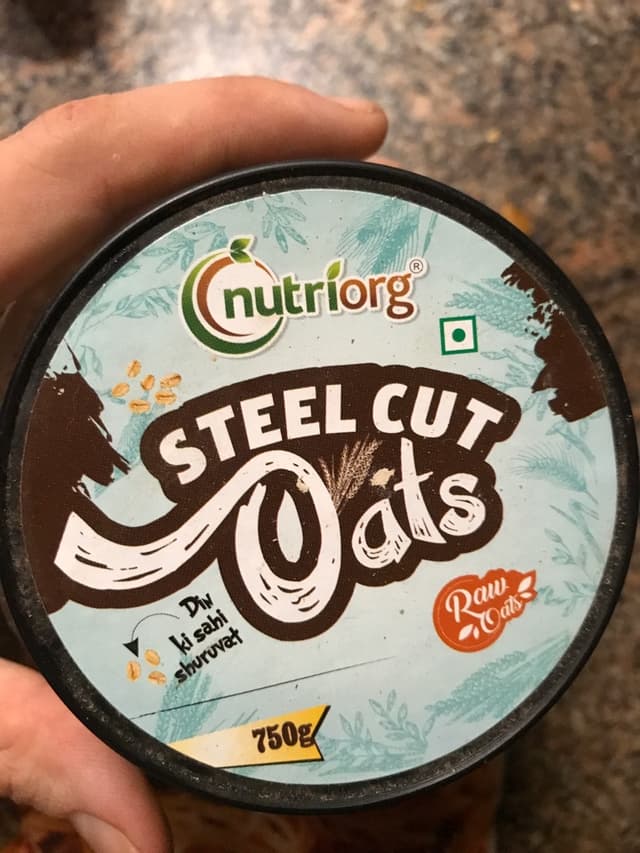 nutriorg®
STEEL CUT
Oats
Raw
Oats
Din
ki sahi
shuruvat
750g